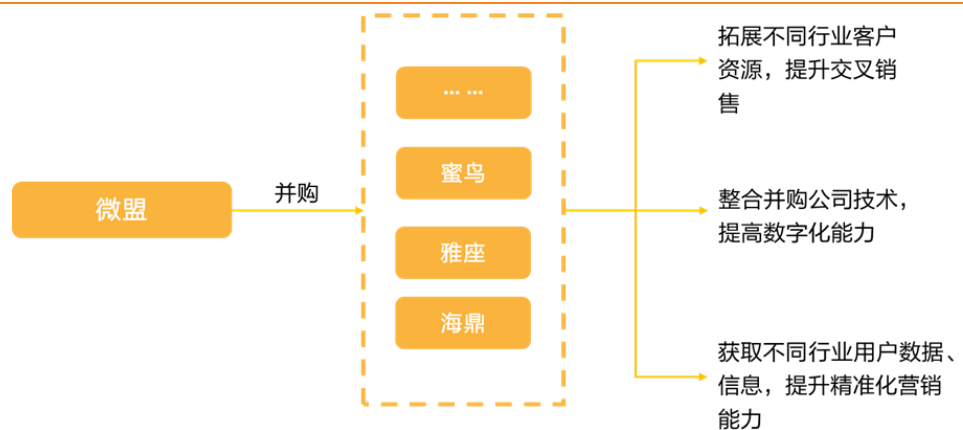 微盟
并购
... ...
蜜鸟
雅座
海鼎
拓展不同行业客户
资源，提升交叉销
售
整合并购公司技术，
提高数字化能力
获取不同行业用户数据、
信息，提升精准化营销
能力